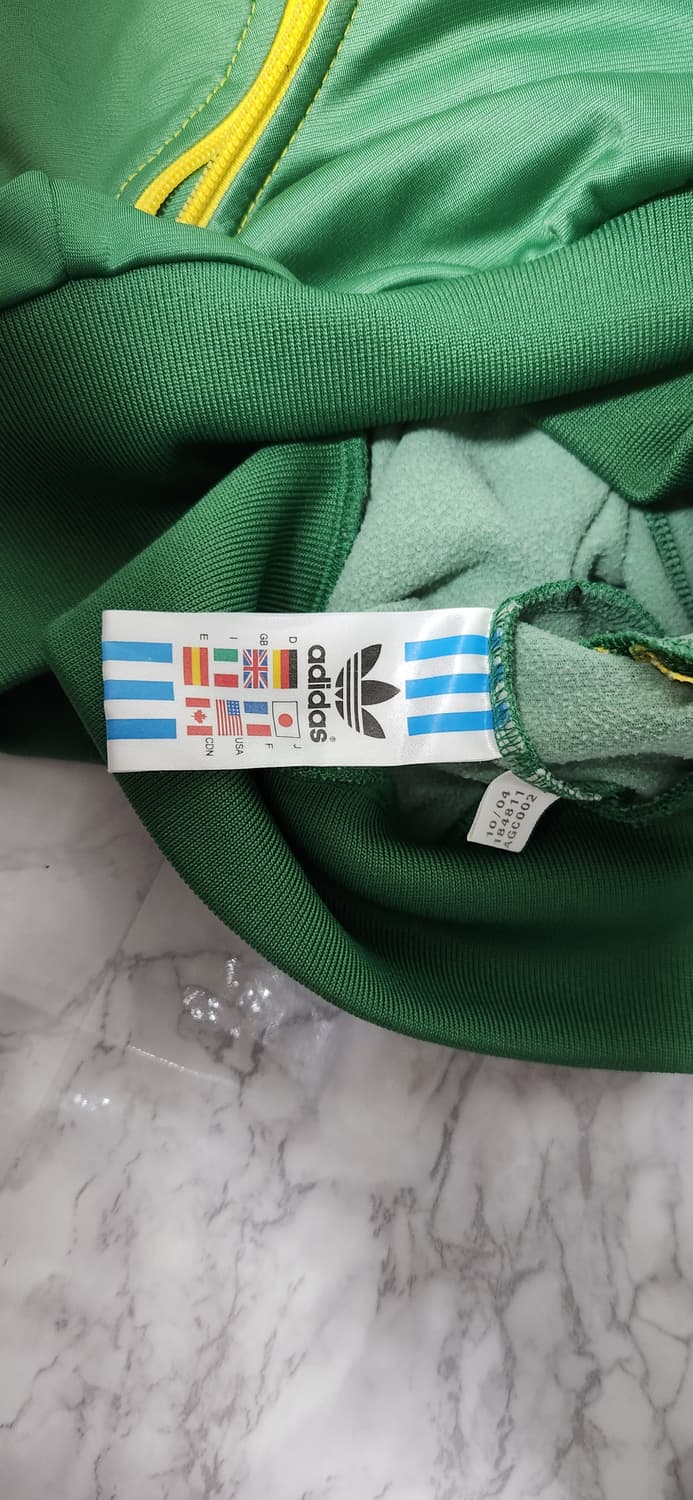 adidas®
D J
GB F
I USA
E CDN
10/04
184811
AGC002